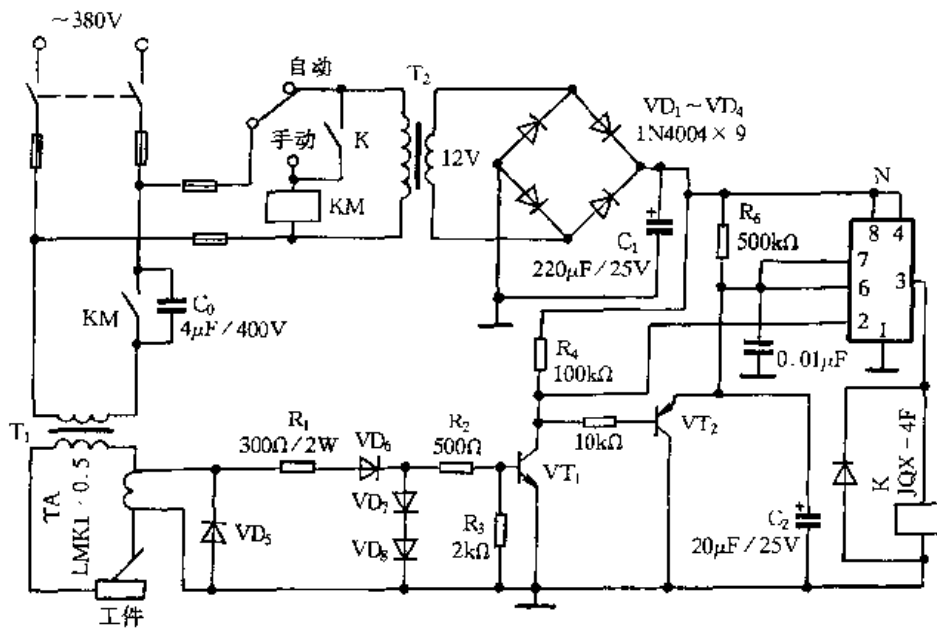 ～380V
自动
T₂
手动
K
12V
KM
VD₁～VD₄
1N4004×9
N
R₅
500kΩ
8 4
7
6
3
2
1
C₁
220μF/25V
KM
C₀
4μF/400V
R₄
100kΩ
0.01μF
T₁
R₁
300Ω/2W
VD₆
R₂
500Ω
10kΩ
VT₂
VT₁
K
JQX-4F
TA
LMK1-0.5
VD₅
VD₇
VD₈
R₃
2kΩ
C₂
20μF/25V
工件